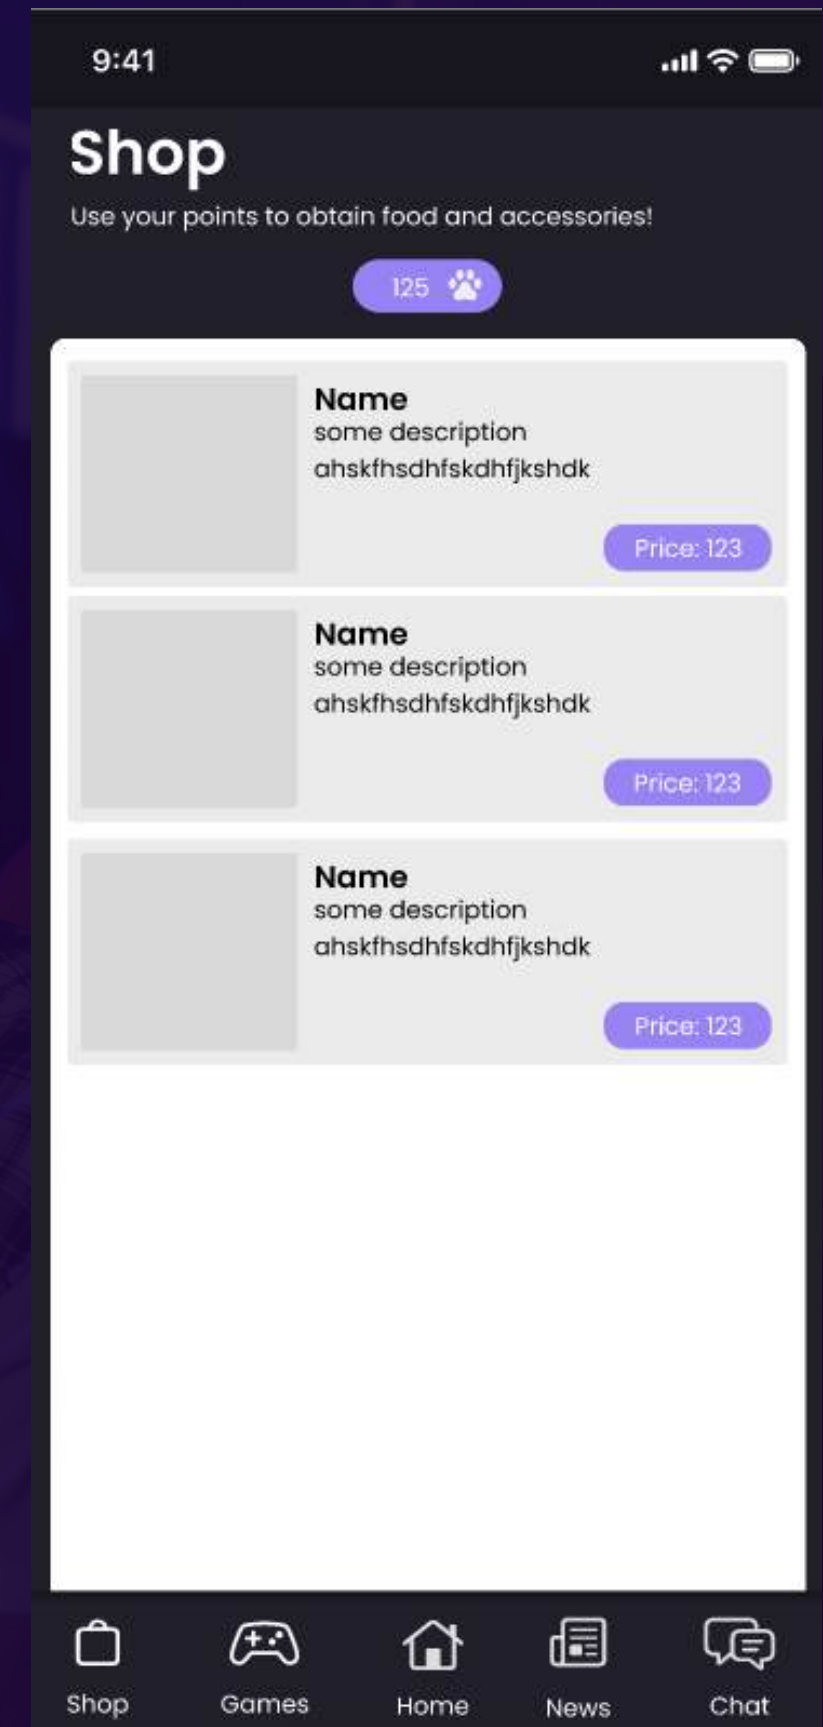 9:41
Shop
Use your points to obtain food and accessories!
125
Name
some description
ahskfhsdhfskdhfjkshdk
Price: 123
Name
some description
ahskfhsdhfskdhfjkshdk
Price: 123
Name
some description
ahskfhsdhfskdhfjkshdk
Price: 123
Shop Games Home News Chat